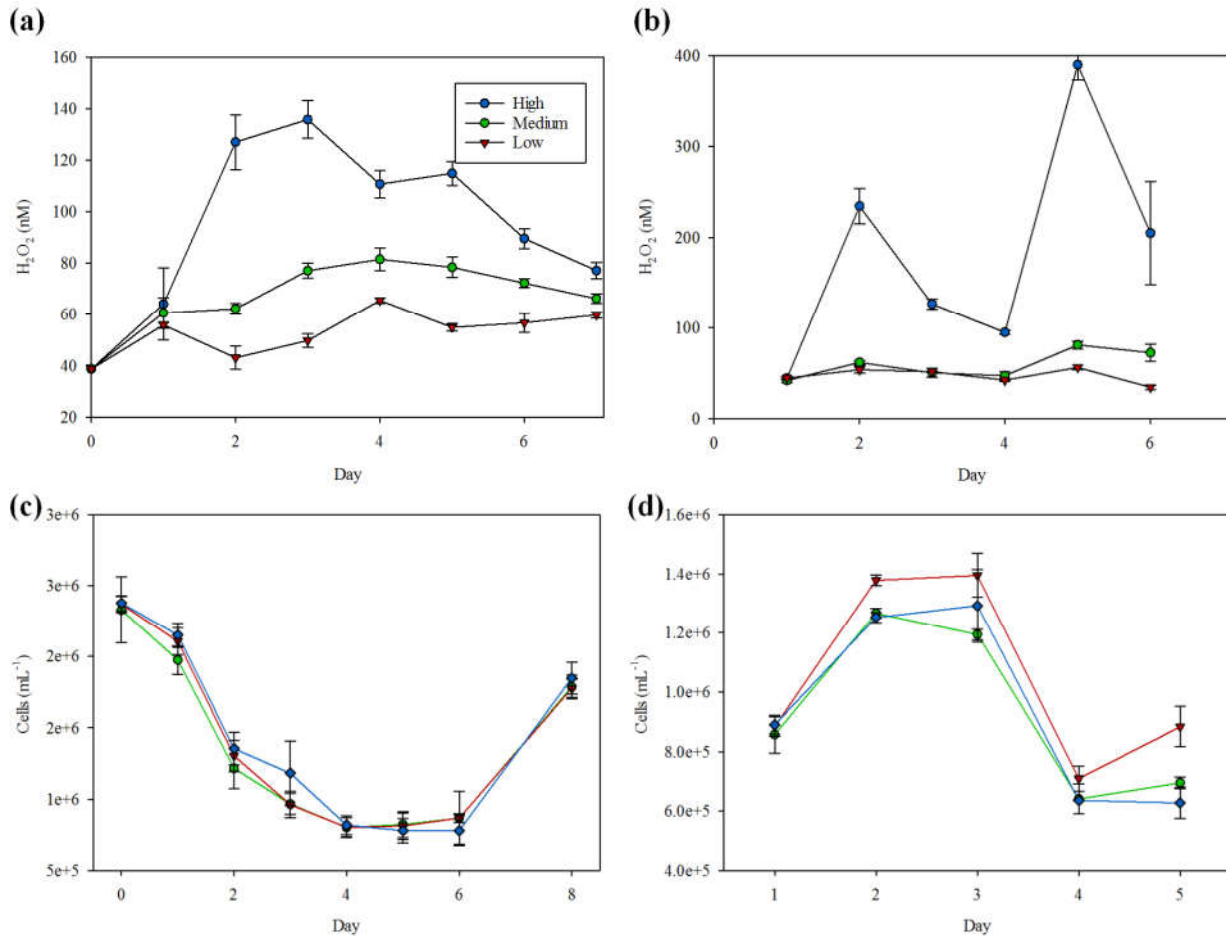 (a)
160
140
120
100
80
60
40
20
H₂O₂ (nM)
High
Medium
Low
0
2
4
6
Day
(b)
400
300
200
100
0
H₂O₂ (nM)
0
2
4
6
Day
(c)
3e+6
3e+6
2e+6
2e+6
1e+6
5e+5
Cells (mL⁻¹)
0
2
4
6
8
Day
(d)
1.6e+6
1.4e+6
1.2e+6
1.0e+6
8.0e+5
6.0e+5
4.0e+5
Cells (mL⁻¹)
1
2
3
4
5
Day